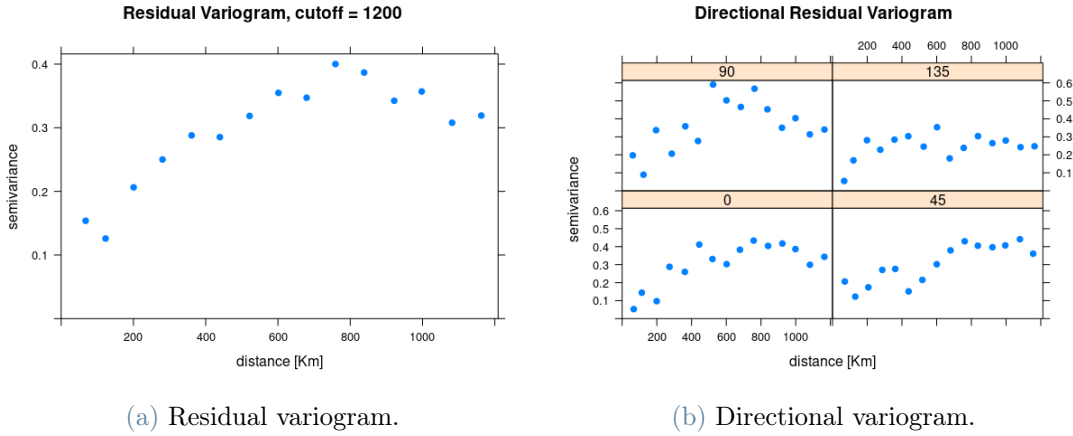 Residual Variogram, cutoff = 1200
semivariance
0.4
0.3
0.2
0.1
200 400 600 800 1000
distance [Km]
(a) Residual variogram.
Directional Residual Variogram
200 400 600 800 1000
90 135
0.6
0.5
0.4
0.3
0.2
0.1
semivariance
0 45
0.6
0.5
0.4
0.3
0.2
0.1
200 400 600 800 1000
distance [Km]
(b) Directional variogram.